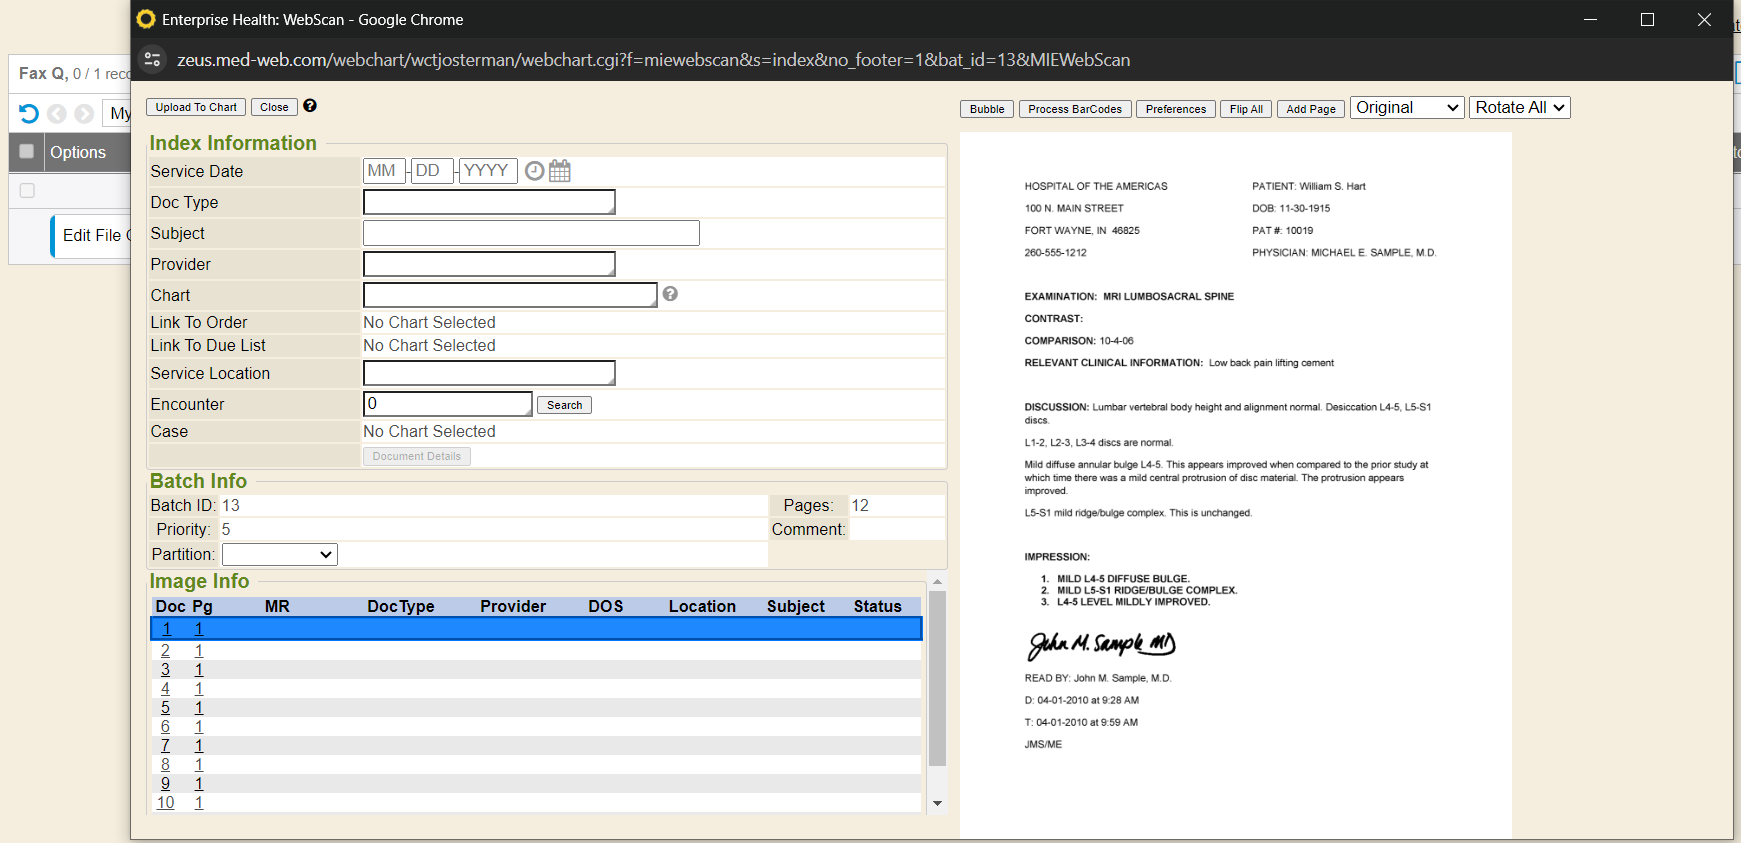 Enterprise Health: WebScan - Google Chrome
zeus.med-web.com/webchart/wctjosterman/webchart.cgi?f=miewebscan&s=index&no_footer=1&bat_id=13&MIEWebScan
Fax Q, 0 / 1
My
Options
Edit File
Upload To Chart Close ?
Index Information
Service Date MM - DD - YYYY
Doc Type
Subject
Provider
Chart ?
Link To Order No Chart Selected
Link To Due List No Chart Selected
Service Location
Encounter 0 Search
Case No Chart Selected
Document Details
Batch Info
Batch ID: 13 Pages: 12
Priority: 5 Comment:
Partition:
Image Info
Doc Pg MR DocType Provider DOS Location Subject Status
1 1
2 1
3 1
4 1
5 1
6 1
7 1
8 1
9 1
10 1
Bubble Process BarCodes Preferences Flip All Add Page Original Rotate All
HOSPITAL OF THE AMERICAS PATIENT: William S. Hart
100 N. MAIN STREET DOB: 11-30-1915
FORT WAYNE, IN 46825 PAT #: 10019
260-555-1212 PHYSICIAN: MICHAEL E. SAMPLE, M.D.
EXAMINATION: MRI LUMBOSACRAL SPINE
CONTRAST:
COMPARISON: 10-4-06
RELEVANT CLINICAL INFORMATION: Low back pain lifting cement
DISCUSSION: Lumbar vertebral body height and alignment normal. Desiccation L4-5, L5-S1
discs.
L1-2, L2-3, L3-4 discs are normal.
Mild diffuse annular bulge L4-5. This appears improved when compared to the prior study at
which time there was a mild central protrusion of disc material. The protrusion appears
improved.
L5-S1 mild ridge/bulge complex. This is unchanged.
IMPRESSION:
1. MILD L4-5 DIFFUSE BULGE.
2. MILD L5-S1 RIDGE/BULGE COMPLEX.
3. L4-5 LEVEL MILDLY IMPROVED.
John M. Sample MD
READ BY: John M. Sample, M.D.
D: 04-01-2010 at 9:28 AM
T: 04-01-2010 at 9:59 AM
JMS/ME